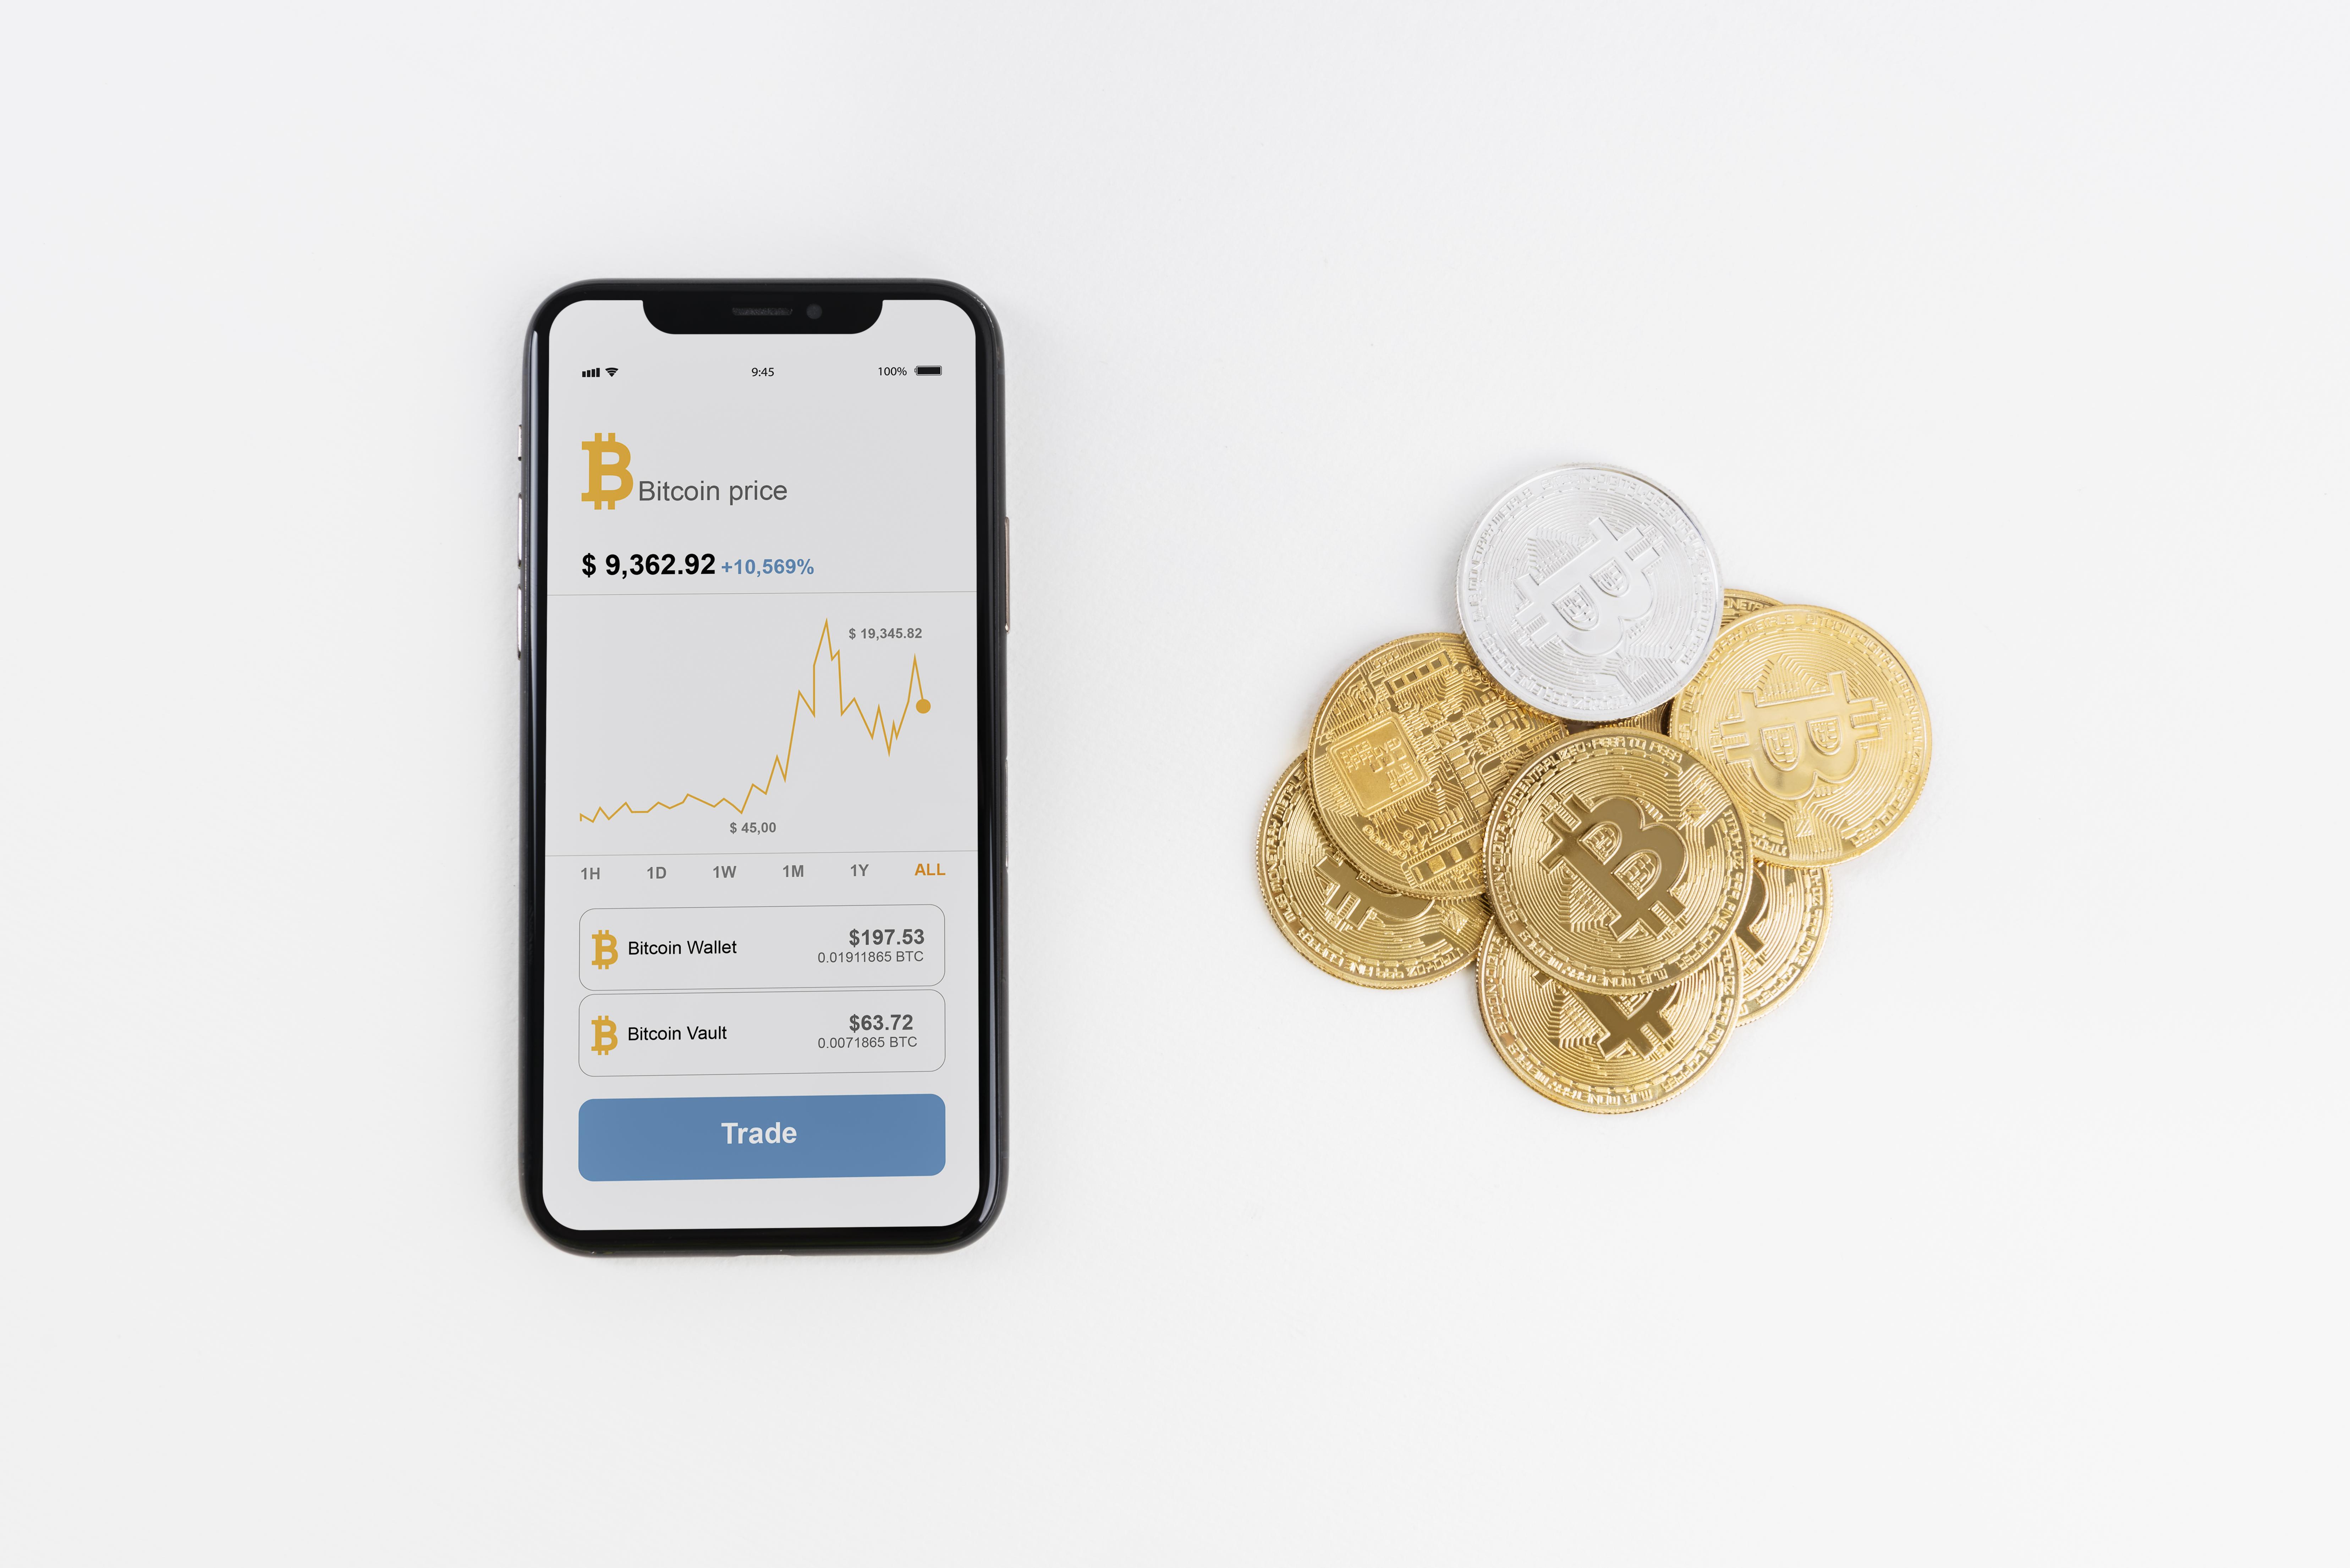 9:45
100%
Bitcoin price
$ 9,362.92 +10,569%
$ 19,345.82
$ 45,00
1H 1D 1W 1M 1Y ALL
Bitcoin Wallet
$197.53
0.01911865 BTC
Bitcoin Vault
$63.72
0.0071865 BTC
Trade